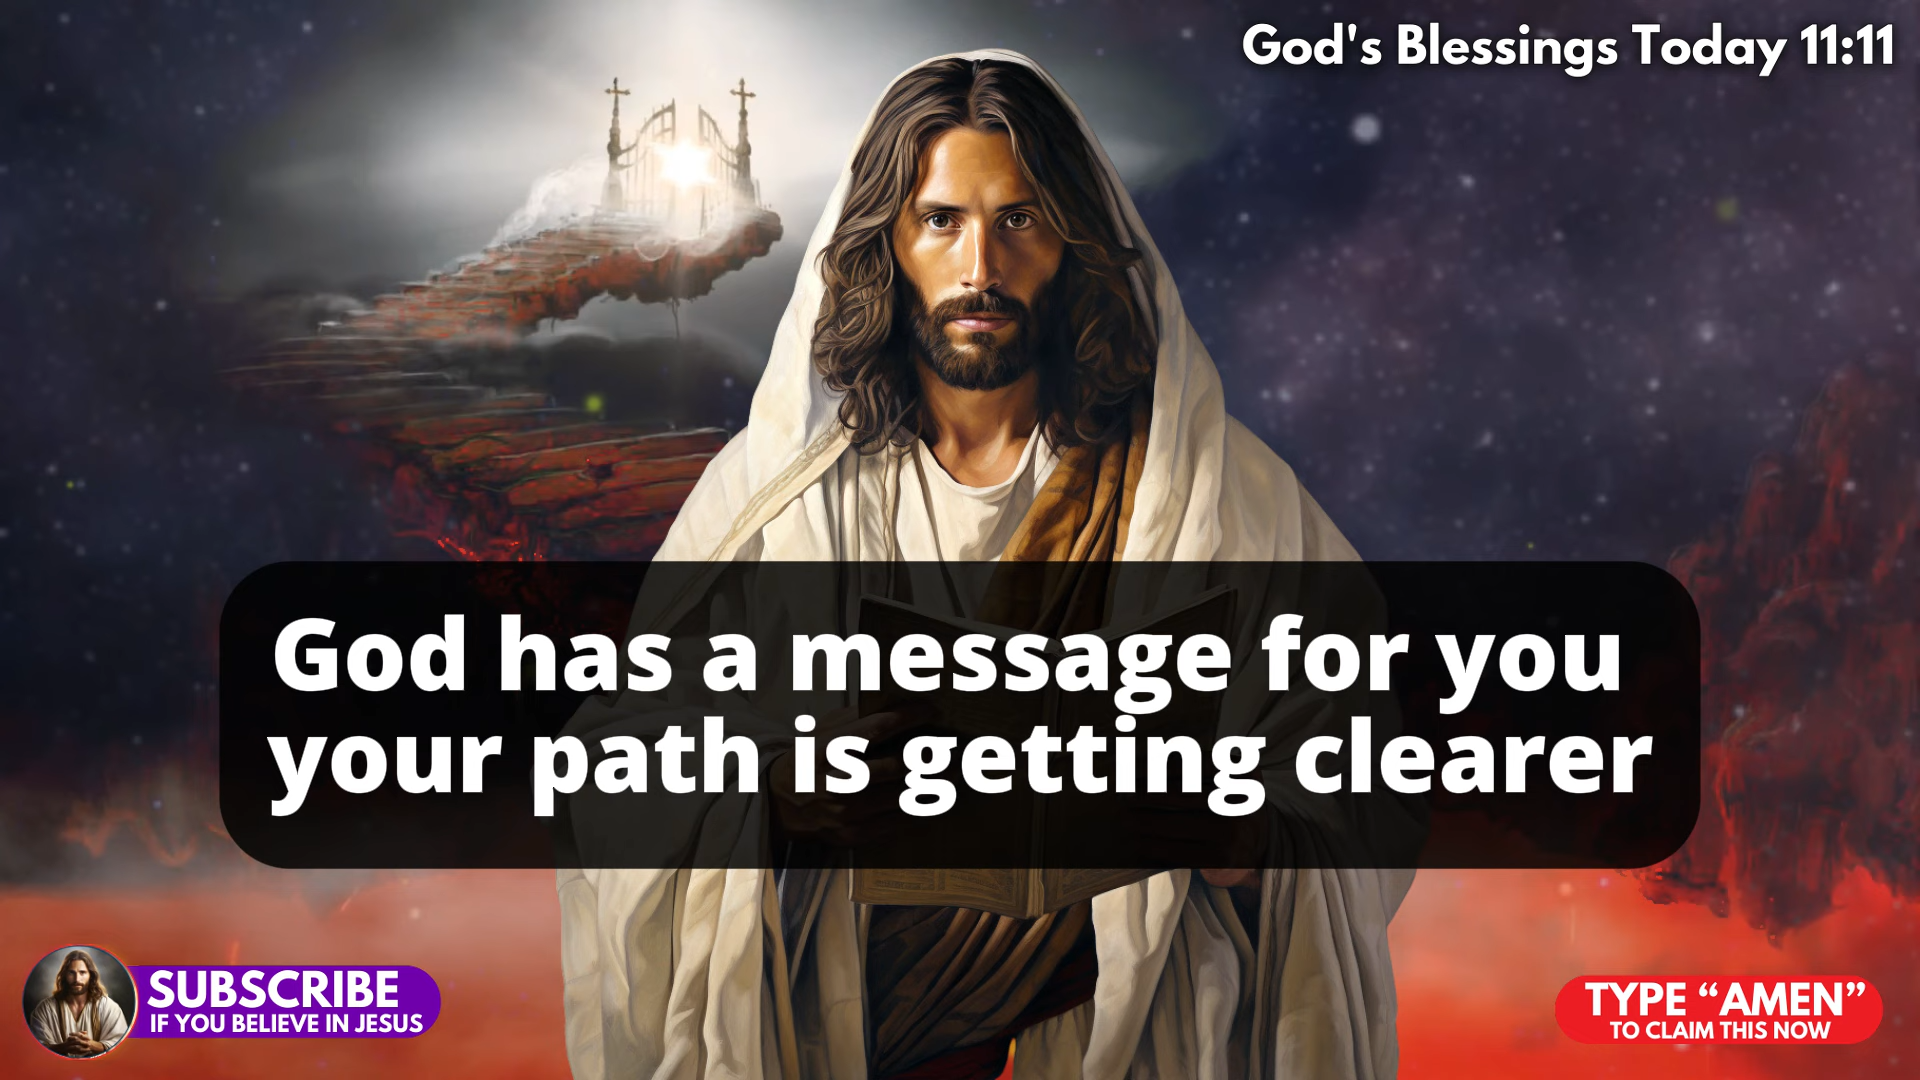 God's Blessings Today 11:11
God has a message for you
your path is getting clearer
SUBSCRIBE
IF YOU BELIEVE IN JESUS
TYPE “AMEN”
TO CLAIM THIS NOW